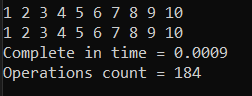 1 2 3 4 5 6 7 8 9 10
1 2 3 4 5 6 7 8 9 10
Complete in time = 0.0009
Operations count = 184